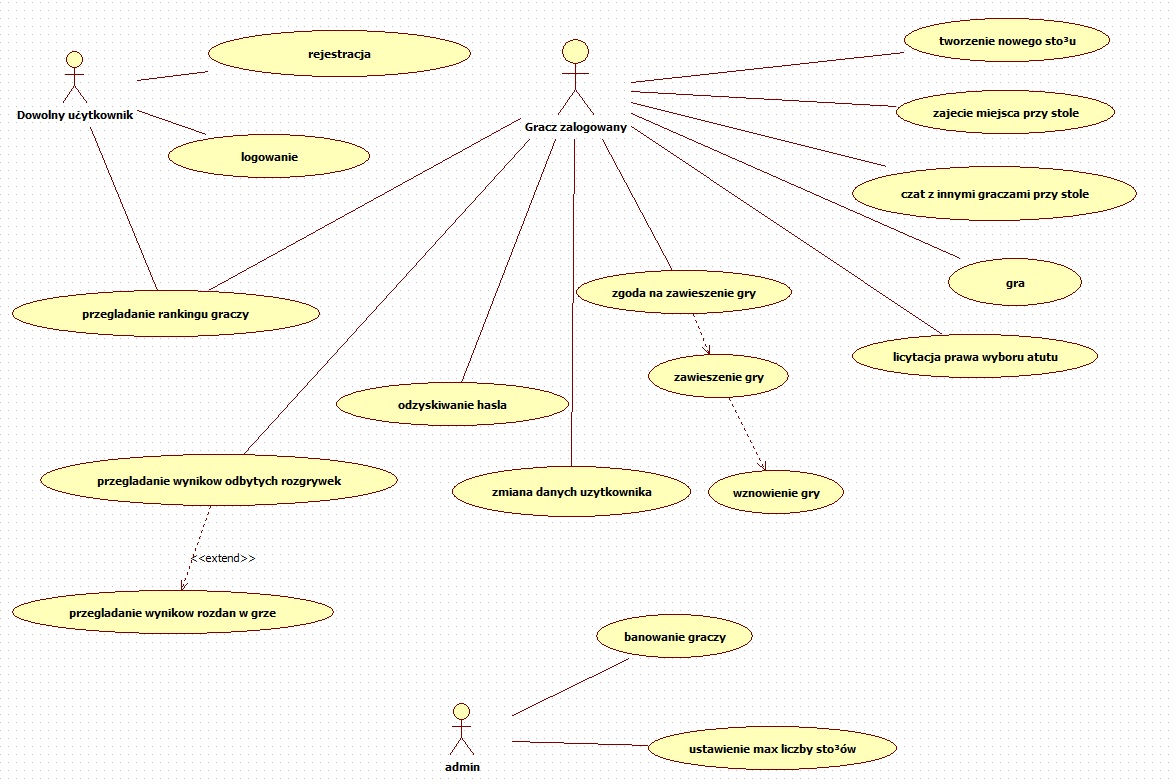 rejestracja
tworzenie nowego sto³u
Dowolny użytkownik
Gracz zalogowany
zajecie miejsca przy stole
logowanie
czat z innymi graczami przy stole
gra
zgoda na zawieszenie gry
przegladanie rankingu graczy
licytacja prawa wyboru atutu
zawieszenie gry
odzyskiwanie hasla
przegladanie wynikow odbytych rozgrywek
zmiana danych uzytkownika
wznowienie gry
<<extend>>
przegladanie wynikow rozdan w grze
banowanie graczy
ustawienie max liczby sto³ów
admin